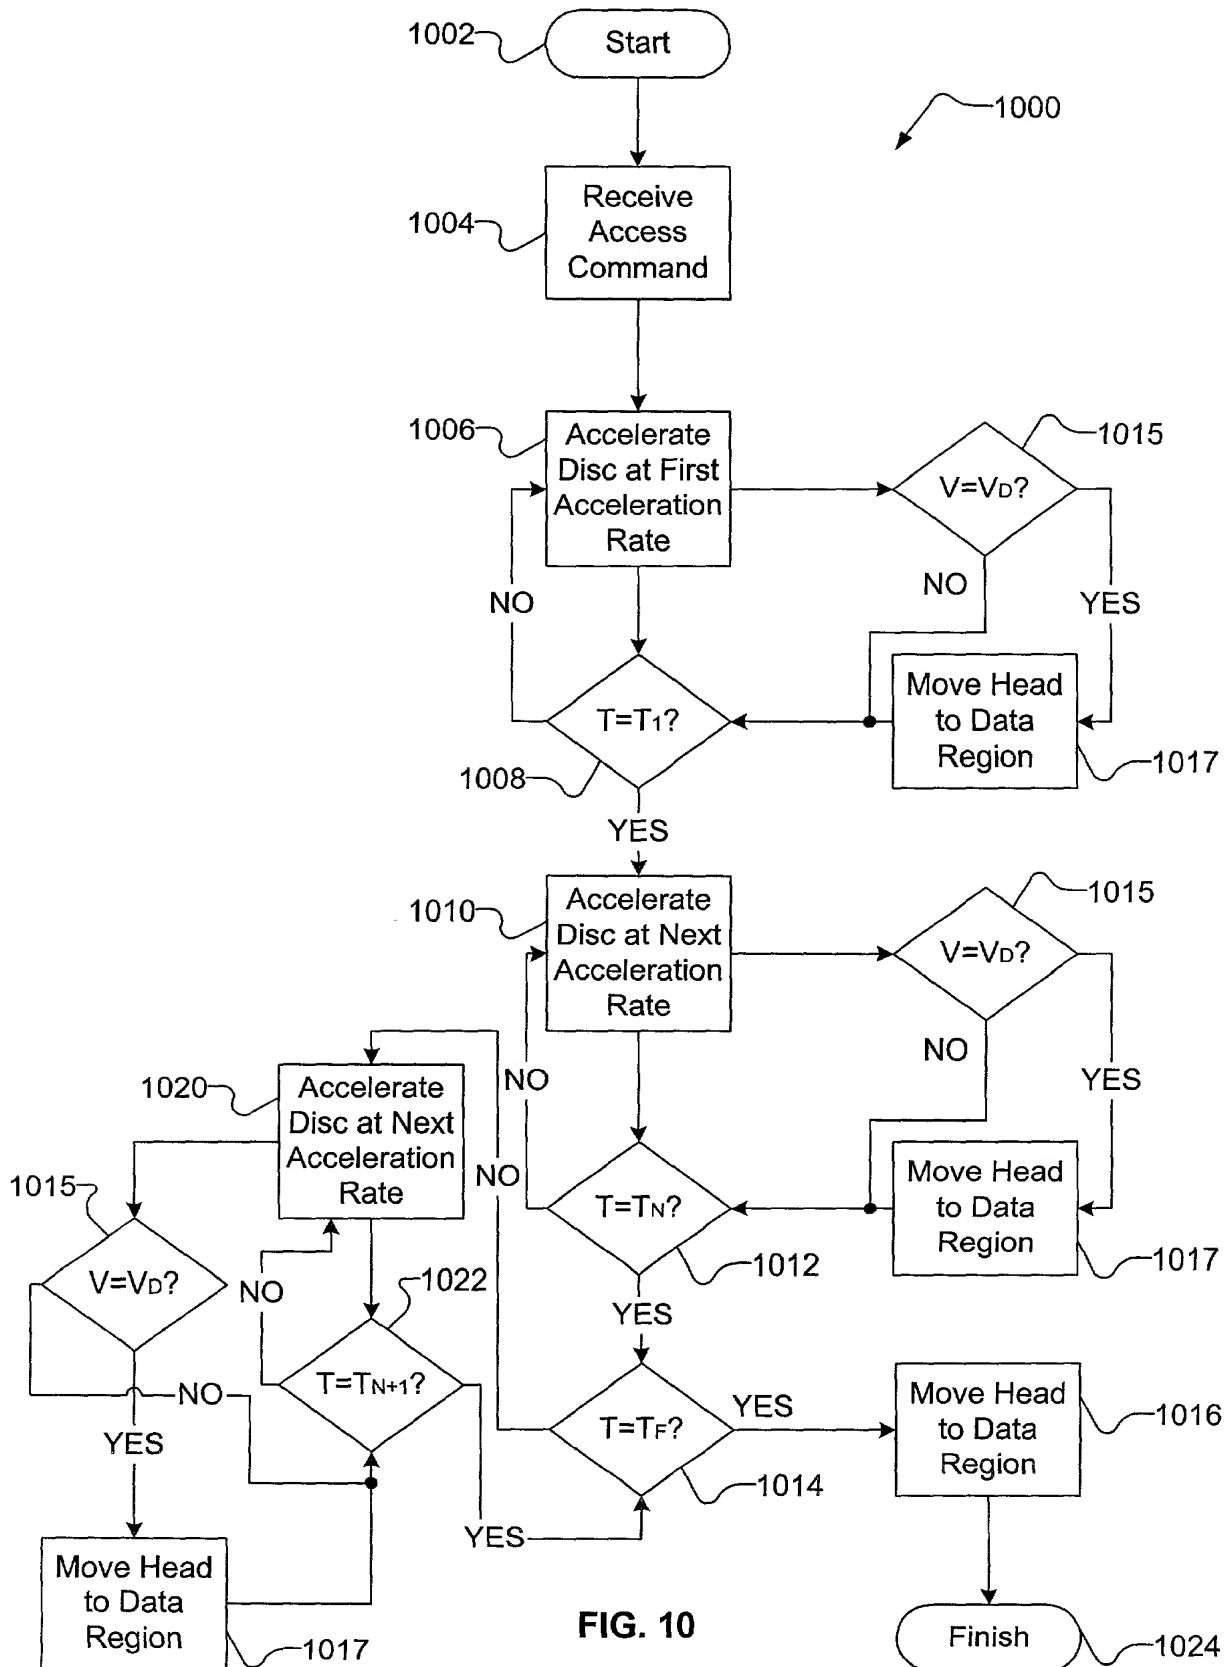 1002
Start
1000
1004
Receive
Access
Command
1006
Accelerate
Disc at First
Acceleration
Rate
1015
V=VD?
NO
NO
YES
T=T1?
1008
Move Head
to Data
Region
1017
YES
1010
Accelerate
Disc at Next
Acceleration
Rate
1015
V=VD?
NO
NO
YES
1020
Accelerate
Disc at Next
Acceleration
Rate
NO
T=TN?
1012
Move Head
to Data
Region
1017
1015
V=VD?
NO
1022
T=TN+1?
YES
NO
YES
T=TF?
YES
1014
Move Head
to Data
Region
1016
YES
Move Head
to Data
Region
1017
FIG. 10
Finish
1024